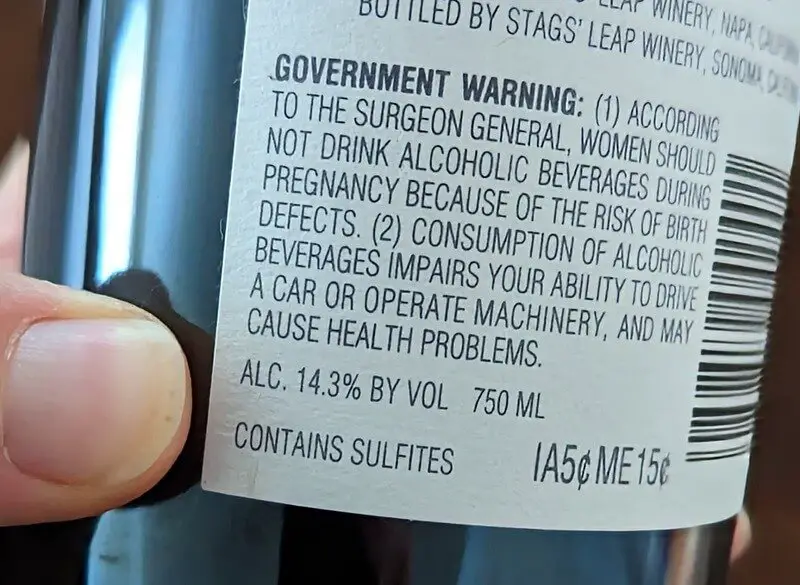 LEAP WINERY, NAPA,
BOTTLED BY STAGS' LEAP WINERY, SONOMA,
GOVERNMENT WARNING: (1) ACCORDING
TO THE SURGEON GENERAL, WOMEN SHOULD
NOT DRINK ALCOHOLIC BEVERAGES DURING
PREGNANCY BECAUSE OF THE RISK OF BIRTH
DEFECTS. (2) CONSUMPTION OF ALCOHOLIC
BEVERAGES IMPAIRS YOUR ABILITY TO DRIVE
A CAR OR OPERATE MACHINERY, AND MAY
CAUSE HEALTH PROBLEMS.
ALC. 14.3% BY VOL 750 ML
CONTAINS SULFITES IA5¢ ME15¢